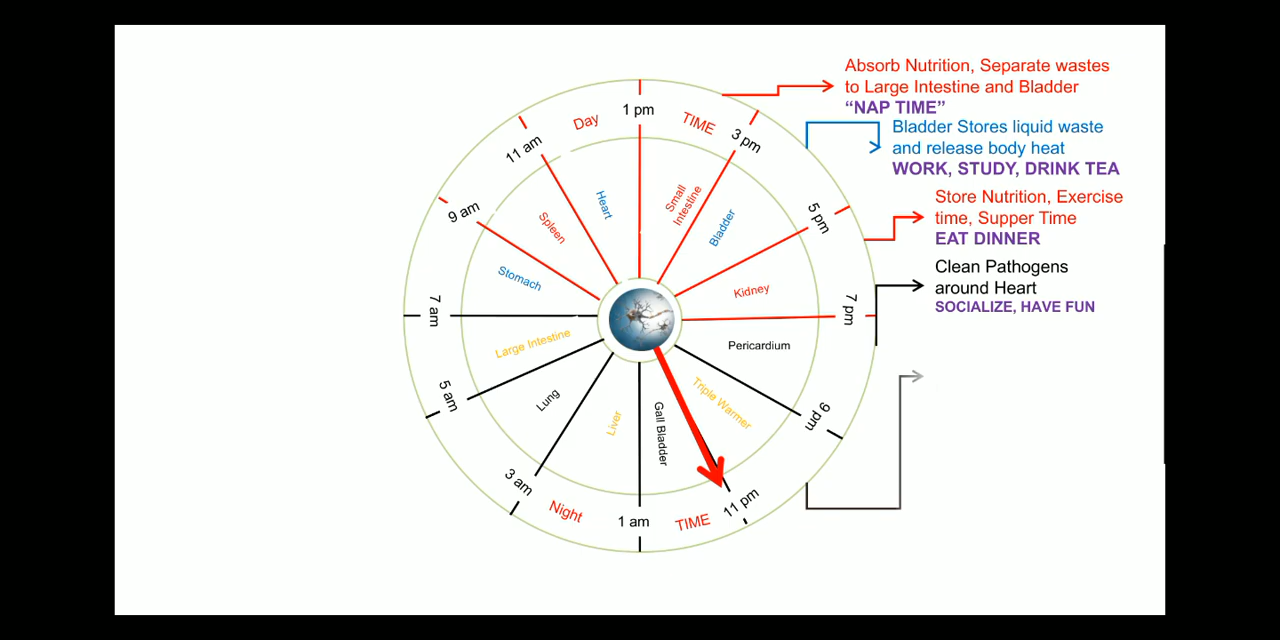 Absorb Nutrition, Separate wastes
to Large Intestine and Bladder
“NAP TIME”
Bladder Stores liquid waste
and release body heat
WORK, STUDY, DRINK TEA
Store Nutrition, Exercise
time, Supper Time
EAT DINNER
Clean Pathogens
around Heart
SOCIALIZE, HAVE FUN
Day
TIME
1 pm
3 pm
5 pm
7 pm
9 pm
11 pm
1 am
3 am
5 am
7 am
9 am
11 am
Night
TIME
Small
Intestine
Bladder
Kidney
Pericardium
Triple Warmer
Gall Bladder
Liver
Lung
Large Intestine
Stomach
Spleen
Heart